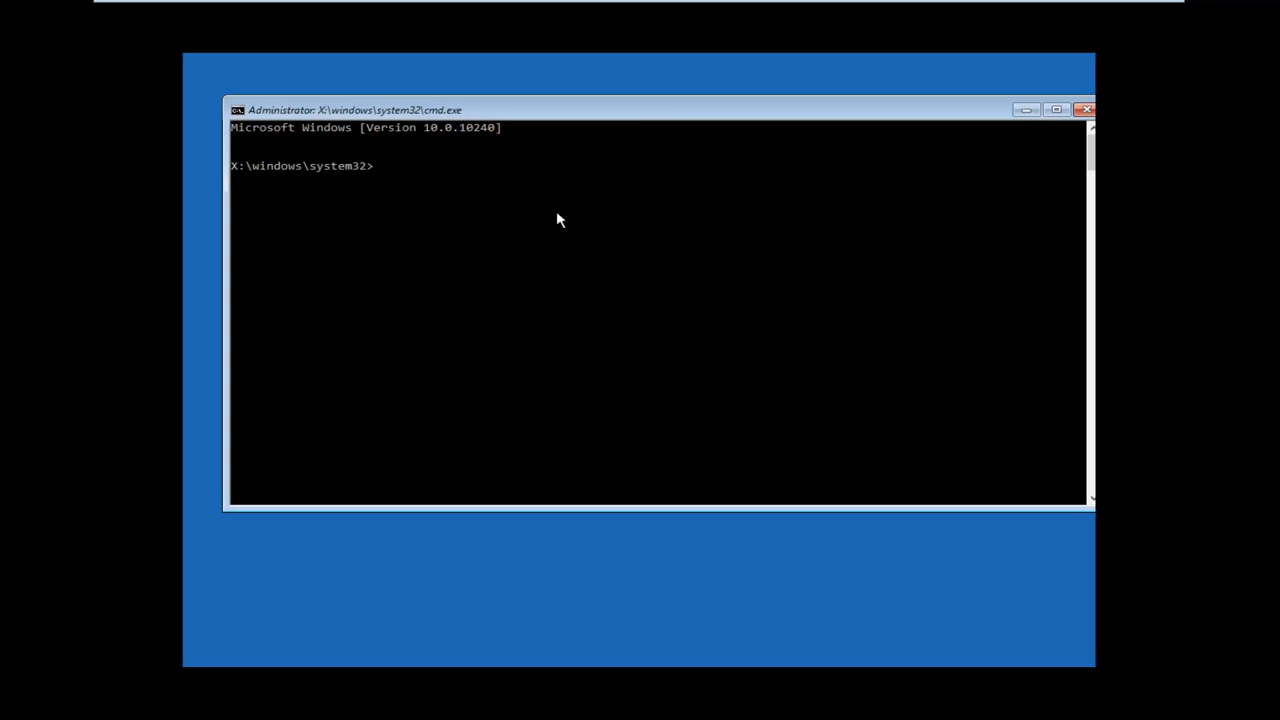 Administrator: X:\windows\system32\cmd.exe
Microsoft Windows [Version 10.0.10240]
X:\windows\system32>